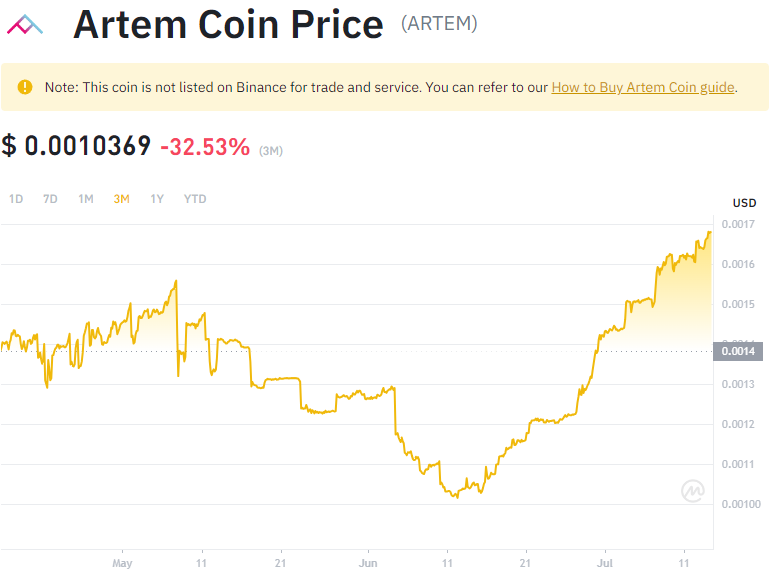 Artem Coin Price (ARTEM)
Note: This coin is not listed on Binance for trade and service. You can refer to our How to Buy Artem Coin guide.
$ 0.0010369 -32.53% (3M)
1D 7D 1M 3M 1Y YTD
USD
0.0017
0.0016
0.0015
0.0014
0.0013
0.0012
0.0011
0.00100
May 11 21 Jun 11 21 Jul 11